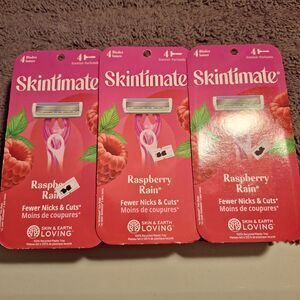 4 Blades
lames
4
Skintimate
Raspberry
Rain
Fewer Nicks & Cuts*
Moins de coupures*
SKIN & EARTH
LOVING
4 Blades
lames
4
Skintimate
Raspberry
Rain®
Fewer Nicks & Cuts*
Moins de coupures*
SKIN & EARTH
LOVING
4 Blades
lames
4
Skintimate®
Raspberry
Rain®
Fewer Nicks & Cuts*
Moins de coupures*
SKIN & EARTH
LOVING